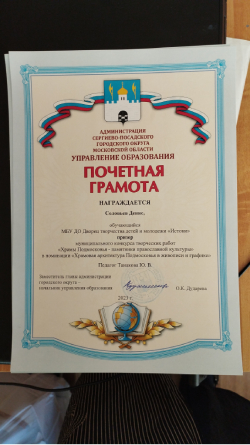 АДМИНИСТРАЦИЯ
СЕРГИЕВО-ПОСАДСКОГО
ГОРОДСКОГО ОКРУГА
МОСКОВСКОЙ ОБЛАСТИ
УПРАВЛЕНИЕ ОБРАЗОВАНИЯ
ПОЧЕТНАЯ
ГРАМОТА
НАГРАЖДАЕТСЯ
Соловьев Денис,
обучающийся
МБУ ДО Дворец творчества детей и молодежи «Истоки»
призер
муниципального конкурса творческих работ
«Храмы Подмосковья - памятники православной культуры»
в номинации «Храмовая архитектура Подмосковья в живописи и графике»
Педагог Ю. В.
Заместитель главы администрации
городского округа -
начальник управления образования О.К. Дударева
2023 г.